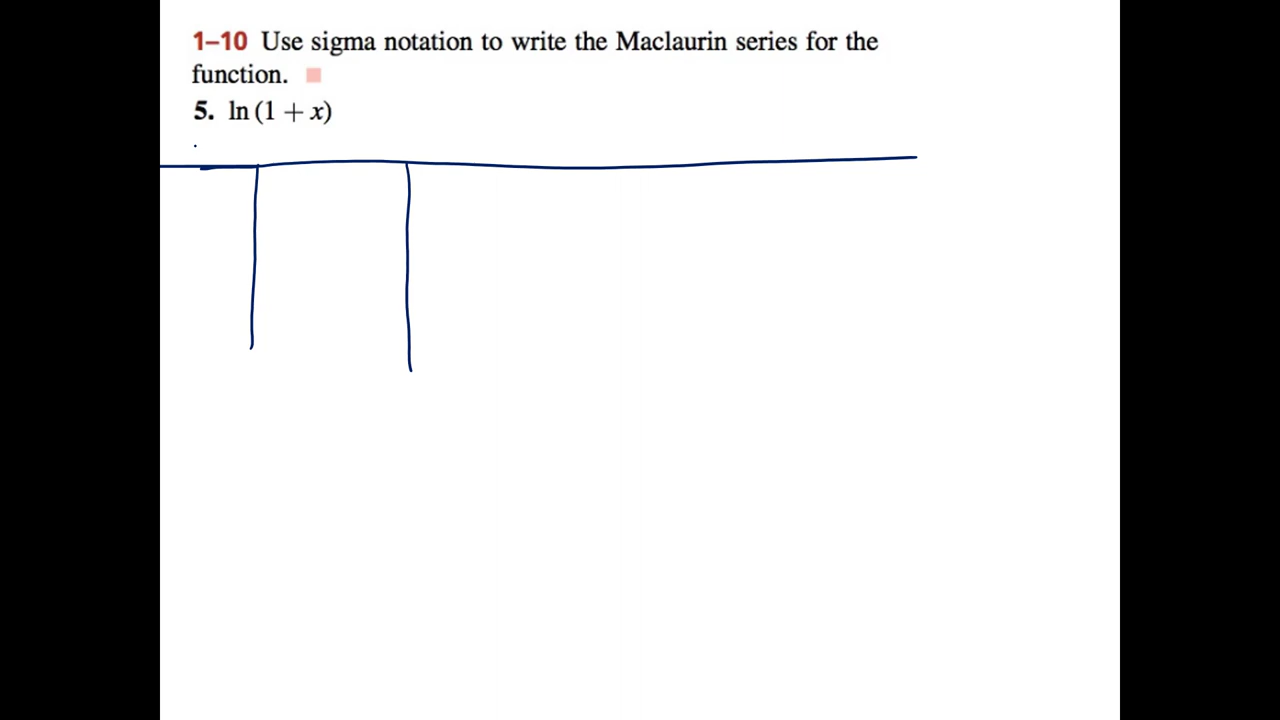 1–10 Use sigma notation to write the Maclaurin series for the
function.
5. ln (1 + x)